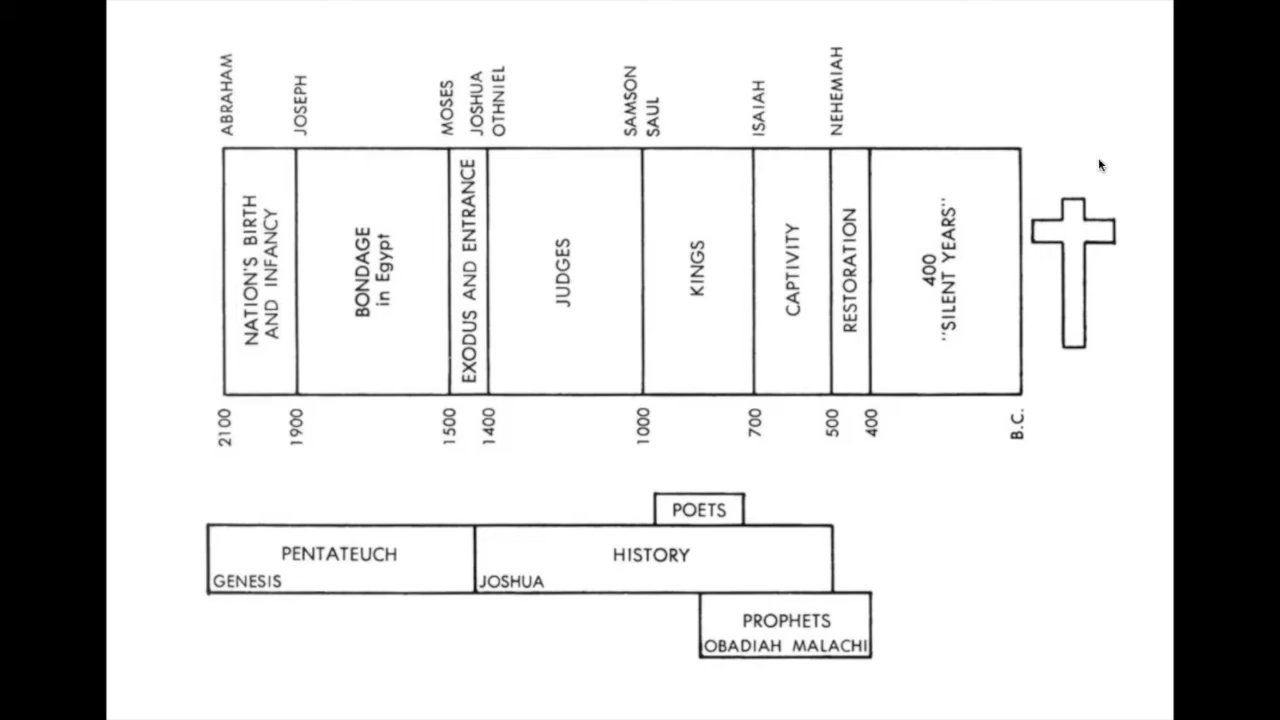 ABRAHAM
JOSEPH
MOSES
JOSHUA
OTHNIEL
SAMSON
SAUL
ISAIAH
NEHEMIAH
NATION'S BIRTH
AND INFANCY
BONDAGE
in Egypt
EXODUS AND ENTRANCE
JUDGES
KINGS
CAPTIVITY
RESTORATION
400
"SILENT YEARS"
2100
1900
1500
1400
1000
700
500
400
B.C.
POETS
PENTATEUCH
GENESIS
HISTORY
JOSHUA
PROPHETS
OBADIAH MALACHI